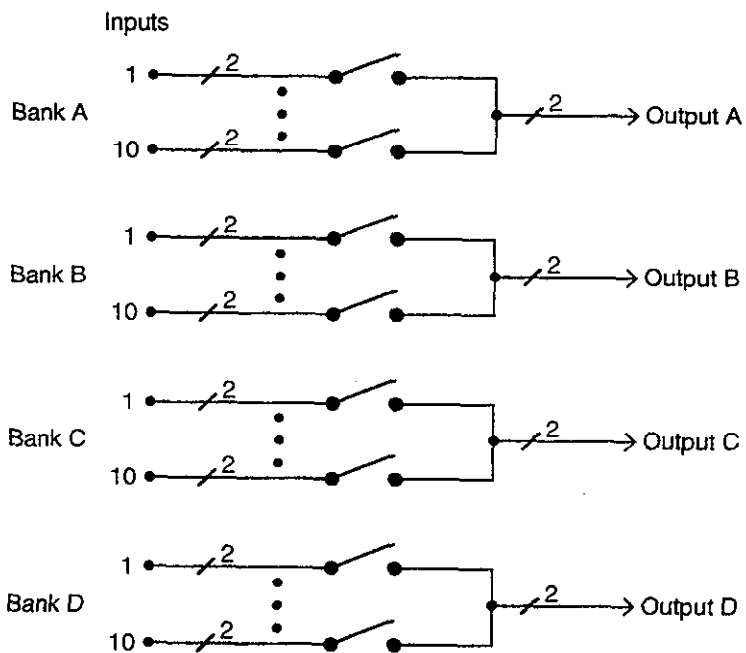 Inputs
1 2
Bank A
2 Output A
10 2
1 2
Bank B
2 Output B
10 2
1 2
Bank C
2 Output C
10 2
1 2
Bank D
2 Output D
10 2